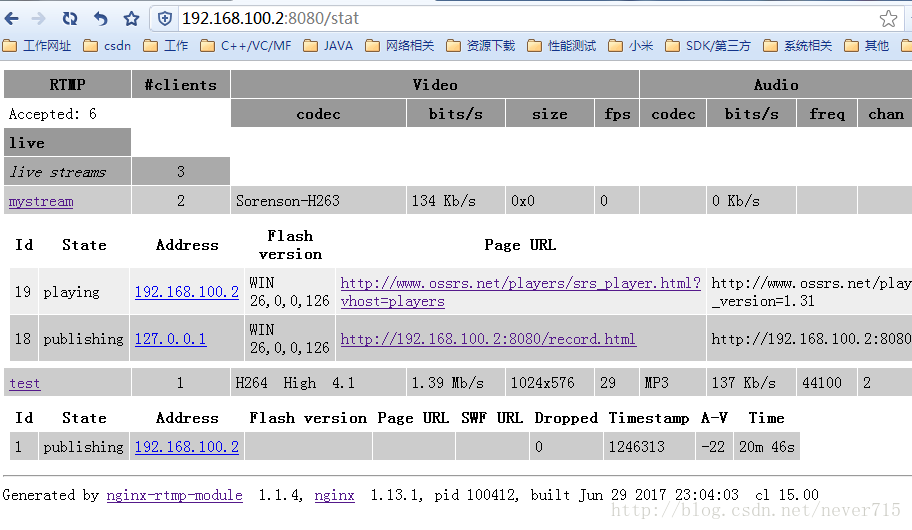 192.168.100.2:8080/stat
工作网址 csdn 工作 C++/VC/MF JAVA 网络相关 资源下载 性能测试 小米 SDK/第三方 系统相关 其他
RTMP #clients Video Audio
Accepted: 6 codec bits/s size fps codec bits/s freq chan
live
live streams 3
mystream 2 Sorenson-H263 134 Kb/s 0x0 0 0 Kb/s
Id State Address Flash version Page URL
19 playing 192.168.100.2 WIN 26,0,0,126 http://www.ossrs.net/players/srs_player.html?vhost=players http://www.ossrs.net/play _version=1.31
18 publishing 127.0.0.1 WIN 26,0,0,126 http://192.168.100.2:8080/record.html http://192.168.100.2:8080
test 1 H264 High 4.1 1.39 Mb/s 1024x576 29 MP3 137 Kb/s 44100 2
Id State Address Flash version Page URL SWF URL Dropped Timestamp A-V Time
1 publishing 192.168.100.2 0 1246313 -22 20m 46s
Generated by nginx-rtmp-module 1.1.4, nginx 1.13.1, pid 100412, built Jun 29 2017 23:04:03 cl 15.00
http://blog.csdn.net/never715